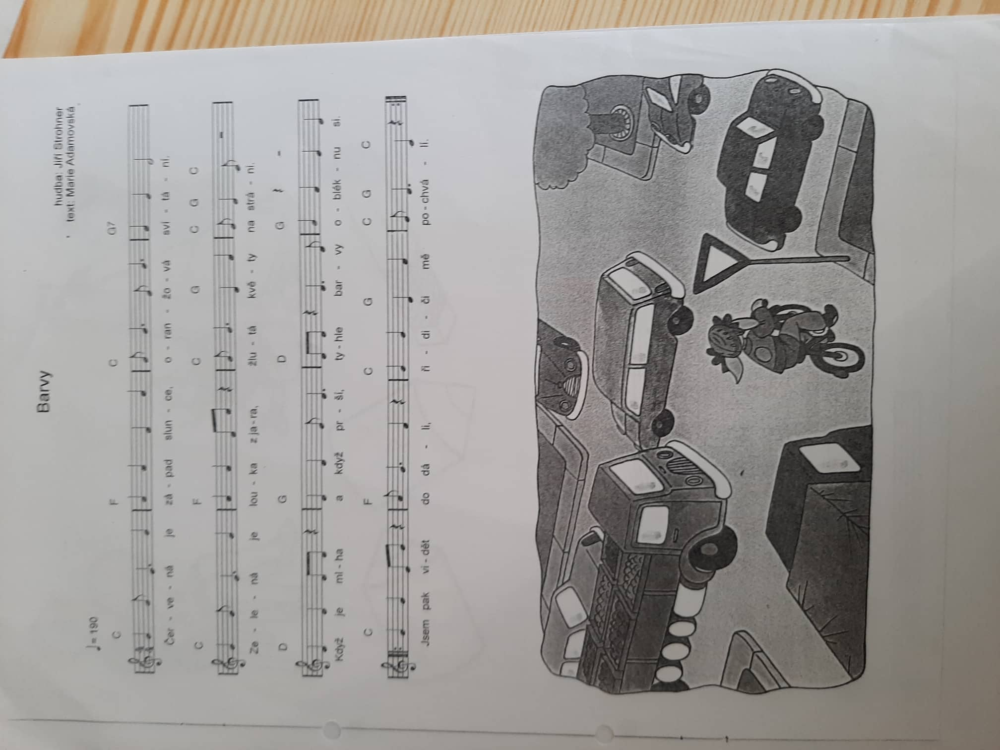 Barvy
hudba: Jiří Strohner
text: Marie Adamovská
♩= 190
C F C G7
Čer - ve - ná je zá - pad slun - ce, o - ran - žo - vá sví - tá - ní.
C F C G C G C
Ze - le - ná je lou - ka zja-ra, žlu - tá kvě - ty na strá - ni.
D G D G
Když je ml - ha a když pr - ší, ty - hle bar - vy o - blék - nu si.
C F C G C G C
Jsem pak vi - dět do dá - li, ři - di - či mě po - chvá - lí.